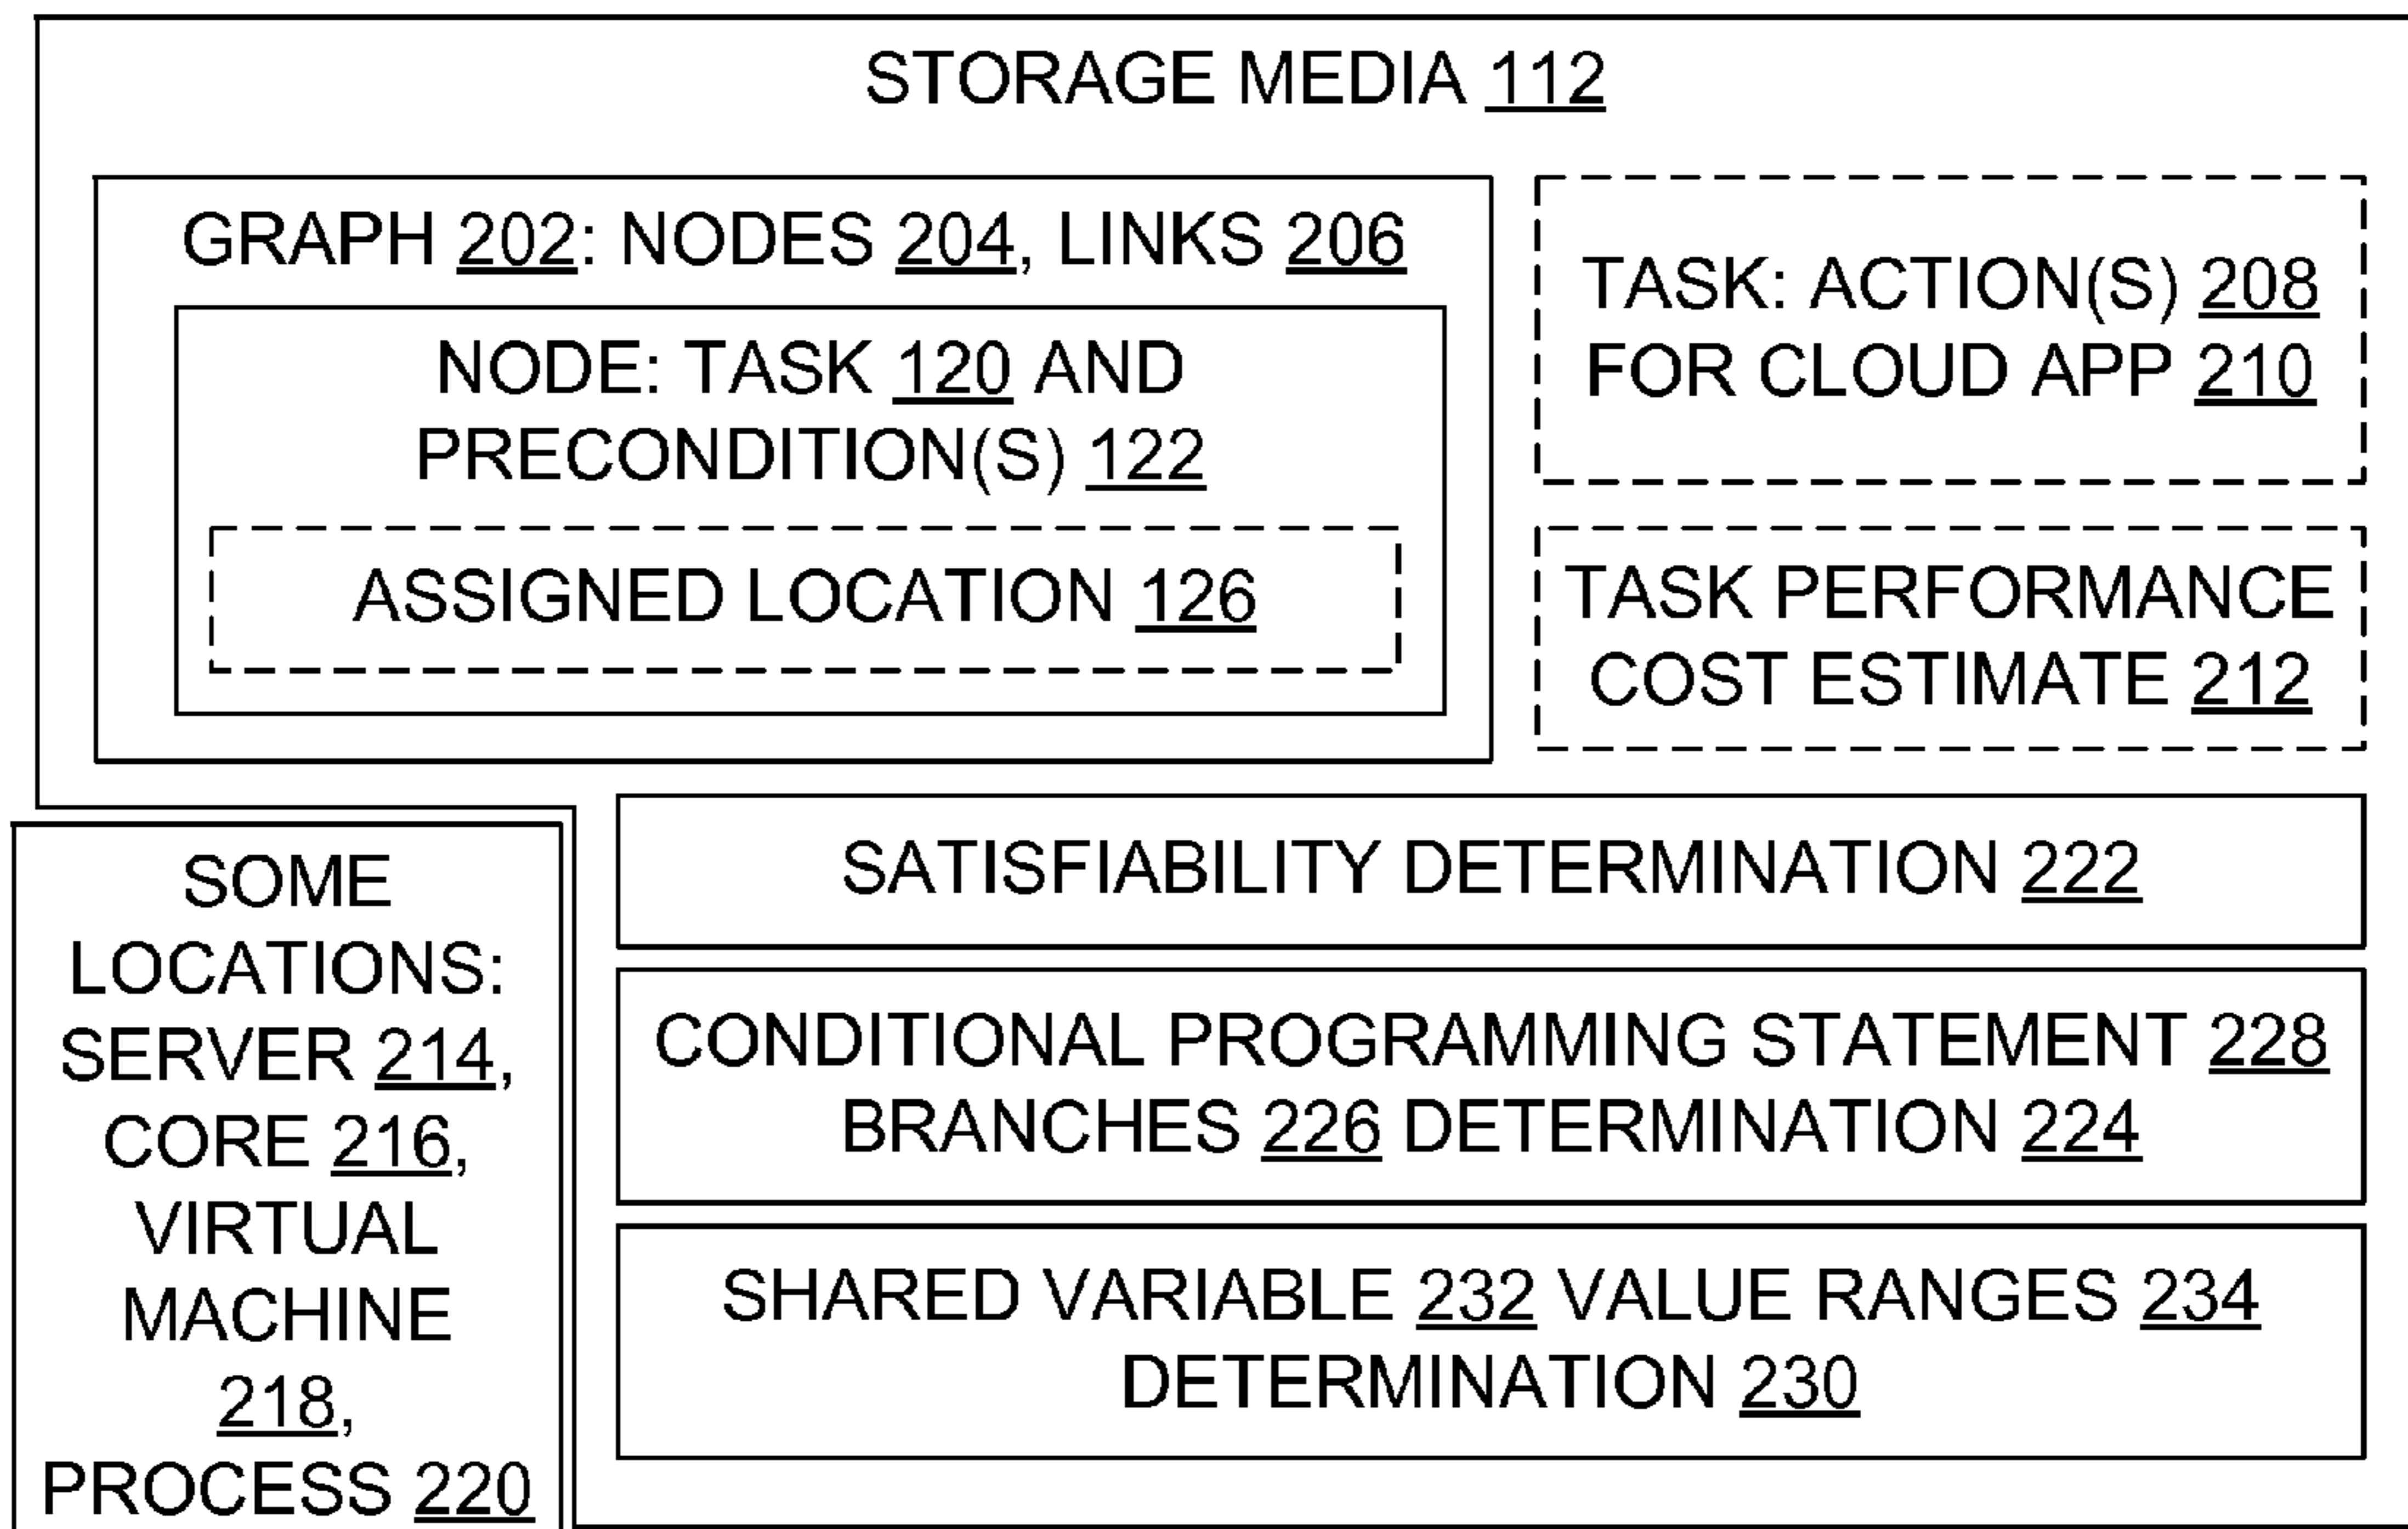 STORAGE MEDIA 112
GRAPH 202: NODES 204, LINKS 206
NODE: TASK 120 AND
PRECONDITION(S) 122
ASSIGNED LOCATION 126
TASK: ACTION(S) 208
FOR CLOUD APP 210
TASK PERFORMANCE
COST ESTIMATE 212
SOME
LOCATIONS:
SERVER 214,
CORE 216,
VIRTUAL
MACHINE
218,
PROCESS 220
SATISFIABILITY DETERMINATION 222
CONDITIONAL PROGRAMMING STATEMENT 228
BRANCHES 226 DETERMINATION 224
SHARED VARIABLE 232 VALUE RANGES 234
DETERMINATION 230